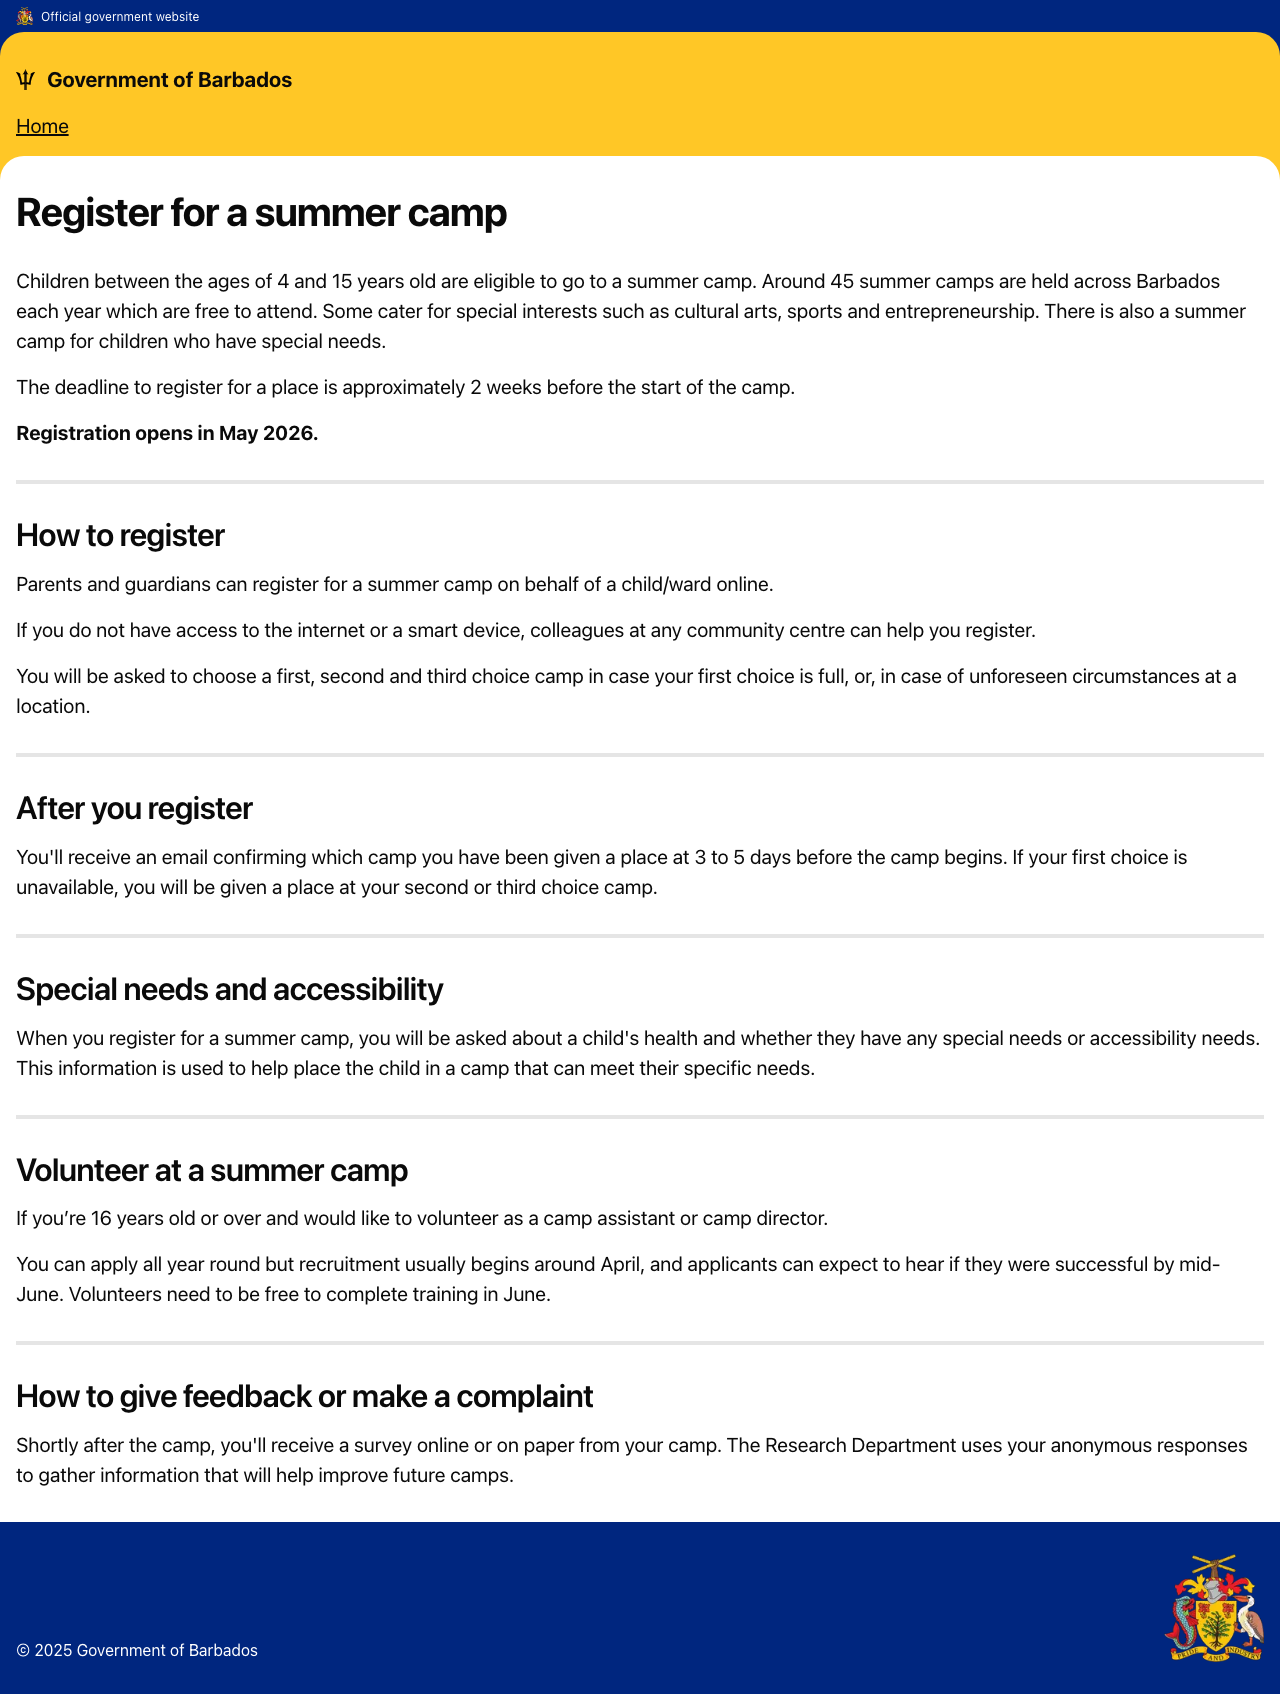 Official government website
Government of Barbados
Home
Register for a summer camp
Children between the ages of 4 and 15 years old are eligible to go to a summer camp. Around 45 summer camps are held across Barbados
each year which are free to attend. Some cater for special interests such as cultural arts, sports and entrepreneurship. There is also a summer
camp for children who have special needs.
The deadline to register for a place is approximately 2 weeks before the start of the camp.
Registration opens in May 2026.
How to register
Parents and guardians can register for a summer camp on behalf of a child/ward online.
If you do not have access to the internet or a smart device, colleagues at any community centre can help you register.
You will be asked to choose a first, second and third choice camp in case your first choice is full, or, in case of unforeseen circumstances at a
location.
After you register
You'll receive an email confirming which camp you have been given a place at 3 to 5 days before the camp begins. If your first choice is
unavailable, you will be given a place at your second or third choice camp.
Special needs and accessibility
When you register for a summer camp, you will be asked about a child's health and whether they have any special needs or accessibility needs.
This information is used to help place the child in a camp that can meet their specific needs.
Volunteer at a summer camp
If you’re 16 years old or over and would like to volunteer as a camp assistant or camp director.
You can apply all year round but recruitment usually begins around April, and applicants can expect to hear if they were successful by mid-
June. Volunteers need to be free to complete training in June.
How to give feedback or make a complaint
Shortly after the camp, you'll receive a survey online or on paper from your camp. The Research Department uses your anonymous responses
to gather information that will help improve future camps.
© 2025 Government of Barbados
PRIDE AND INDUSTRY